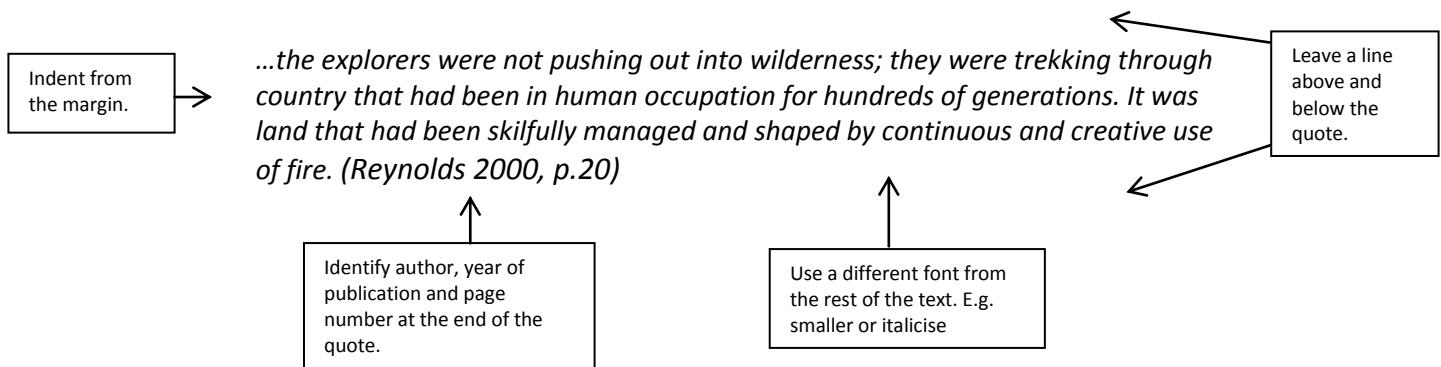 Indent from
the margin.
…the explorers were not pushing out into wilderness; they were trekking through
country that had been in human occupation for hundreds of generations. It was
land that had been skilfully managed and shaped by continuous and creative use
of fire. (Reynolds 2000, p.20)
Leave a line
above and
below the
quote.
Identify author, year of
publication and page
number at the end of the
quote.
Use a different font from
the rest of the text. E.g.
smaller or italicise